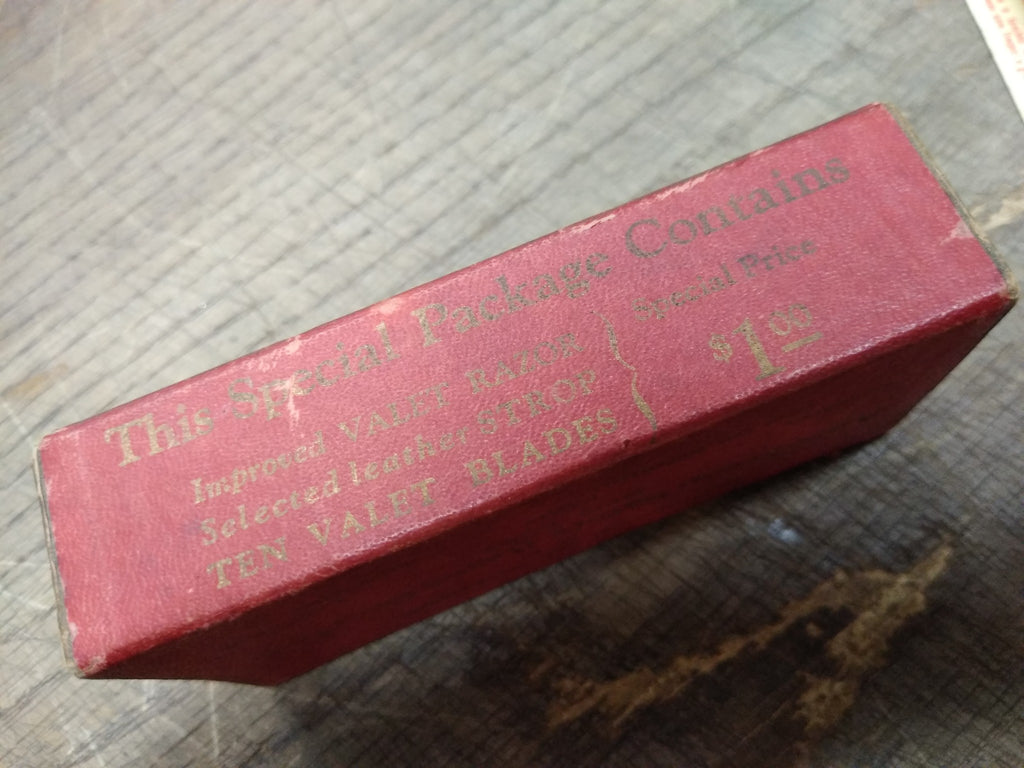 This Special Package Contains
Improved VALET RAZOR
Selected leather STROP
TEN VALET BLADES
Special Price
$1.00